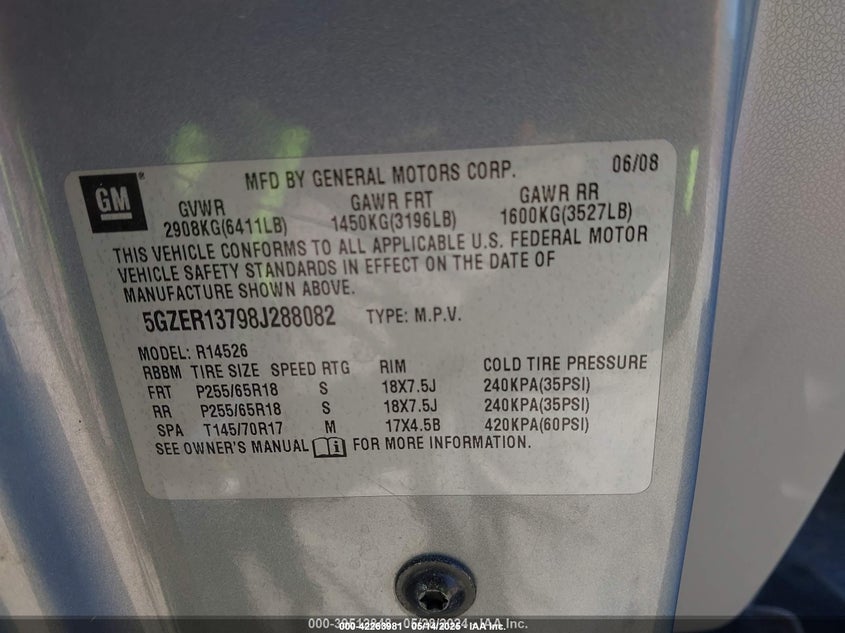 GM
MFD BY GENERAL MOTORS CORP. 06/08
GVWR GAWR FRT GAWR RR
2908KG(6411LB) 1450KG(3196LB) 1600KG(3527LB)
THIS VEHICLE CONFORMS TO ALL APPLICABLE U.S. FEDERAL MOTOR
VEHICLE SAFETY STANDARDS IN EFFECT ON THE DATE OF
MANUFACTURE SHOWN ABOVE.
5GZER13798J288082 TYPE: M.P.V.
MODEL: R14526
RBBM TIRE SIZE SPEED RTG RIM COLD TIRE PRESSURE
FRT P255/65R18 S 18X7.5J 240KPA(35PSI)
RR P255/65R18 S 18X7.5J 240KPA(35PSI)
SPA T145/70R17 M 17X4.5B 420KPA(60PSI)
SEE OWNER'S MANUAL FOR MORE INFORMATION.
IAA Inc.
000-42263981 IAA Inc.